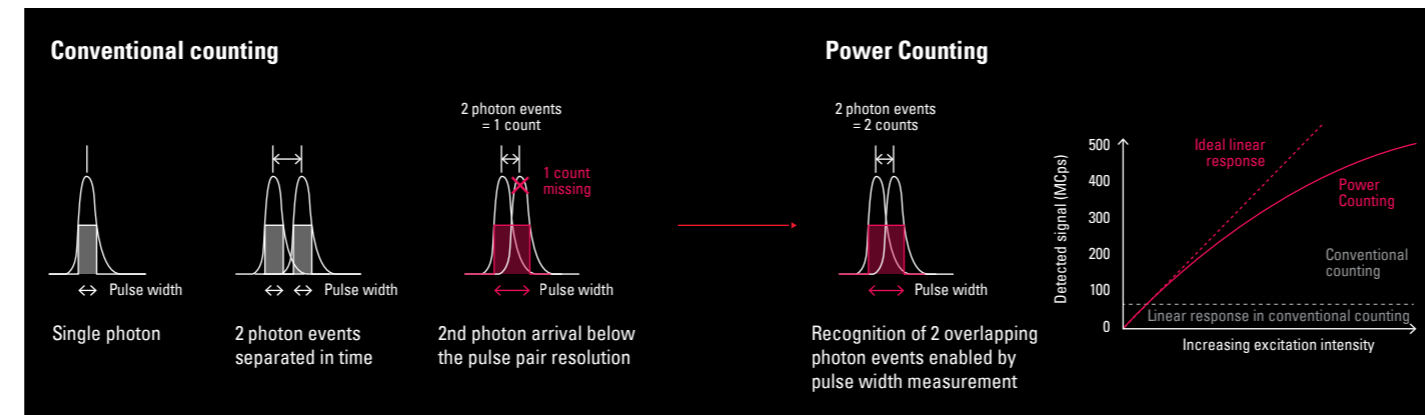 Conventional counting
Single photon
Pulse width
2 photon events
separated in time
Pulse width
2 photon events
= 1 count
1 count
missing
Pulse width
2nd photon arrival below
the pulse pair resolution
Power Counting
2 photon events
= 2 counts
Pulse width
Recognition of 2 overlapping
photon events enabled by
pulse width measurement
Detected signal (MCps)
500
400
300
200
100
0
Ideal linear
response
Power
Counting
Conventional
counting
Linear response in conventional counting
Increasing excitation intensity